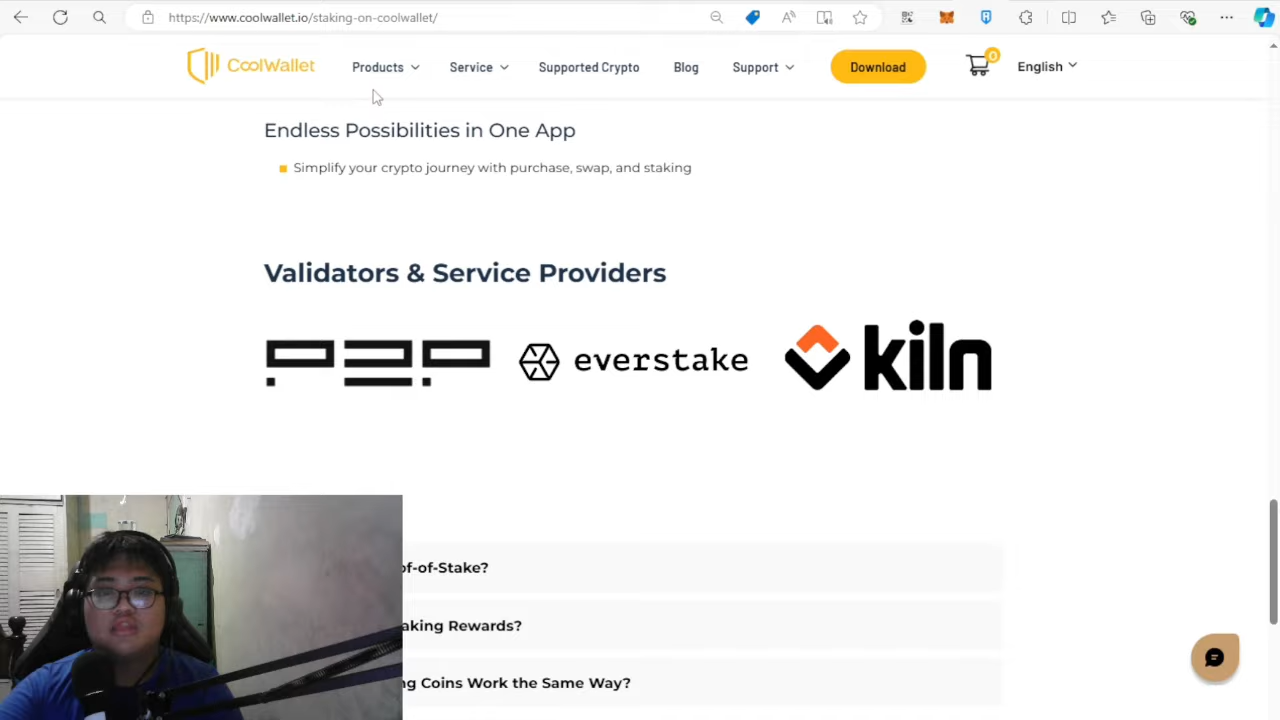 https://www.coolwallet.io/staking-on-coolwallet/
CoolWallet
Products
Service
Supported Crypto
Blog
Support
Download
0
English
Endless Possibilities in One App
Simplify your crypto journey with purchase, swap, and staking
Validators & Service Providers
P2P.
everstake
kiln
of-of-Stake?
aking Rewards?
ng Coins Work the Same Way?